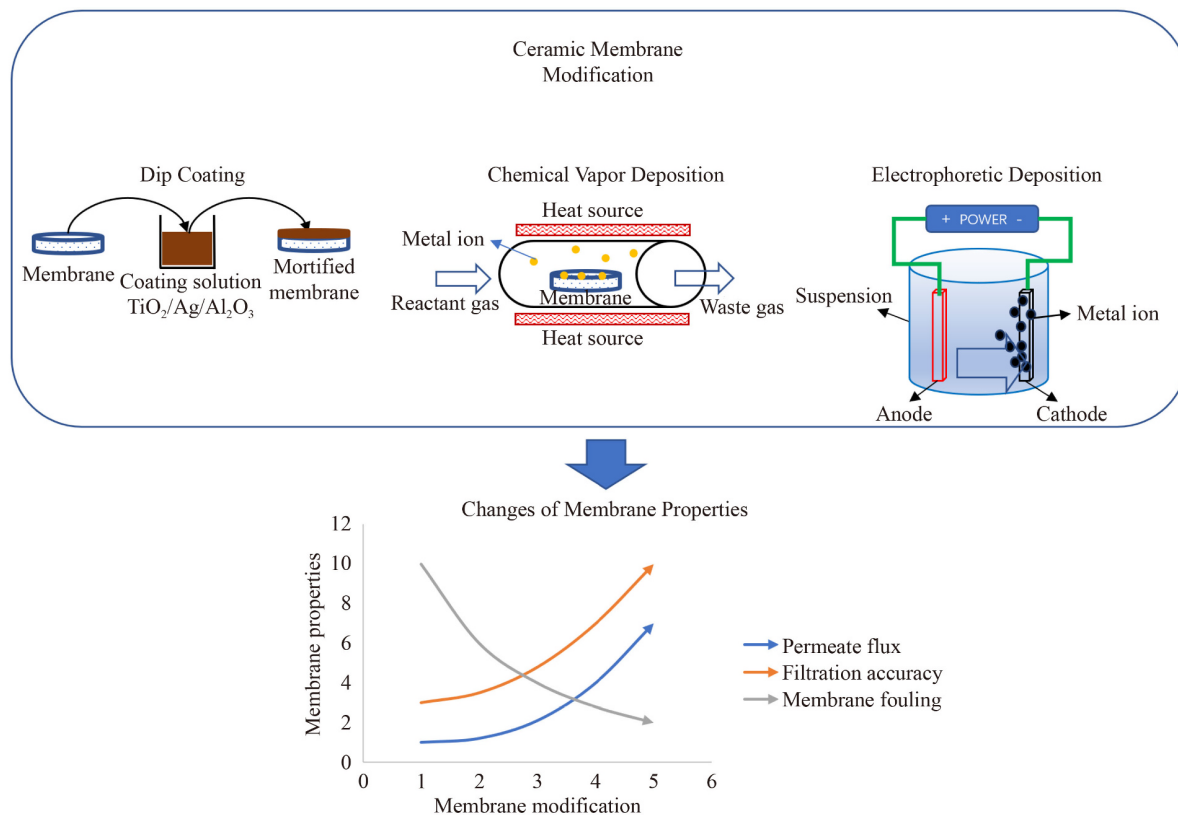 Ceramic Membrane
Modification
Dip Coating
Membrane
Coating solution
TiO₂/Ag/Al₂O₃
Mortified
membrane
Chemical Vapor Deposition
Heat source
Metal ion
Reactant gas
Membrane
Waste gas
Heat source
Electrophoretic Deposition
+ POWER -
Suspension
Metal ion
Anode
Cathode
Changes of Membrane Properties
Membrane properties
12
10
8
6
4
2
0
0 1 2 3 4 5 6
Membrane modification
Permeate flux
Filtration accuracy
Membrane fouling